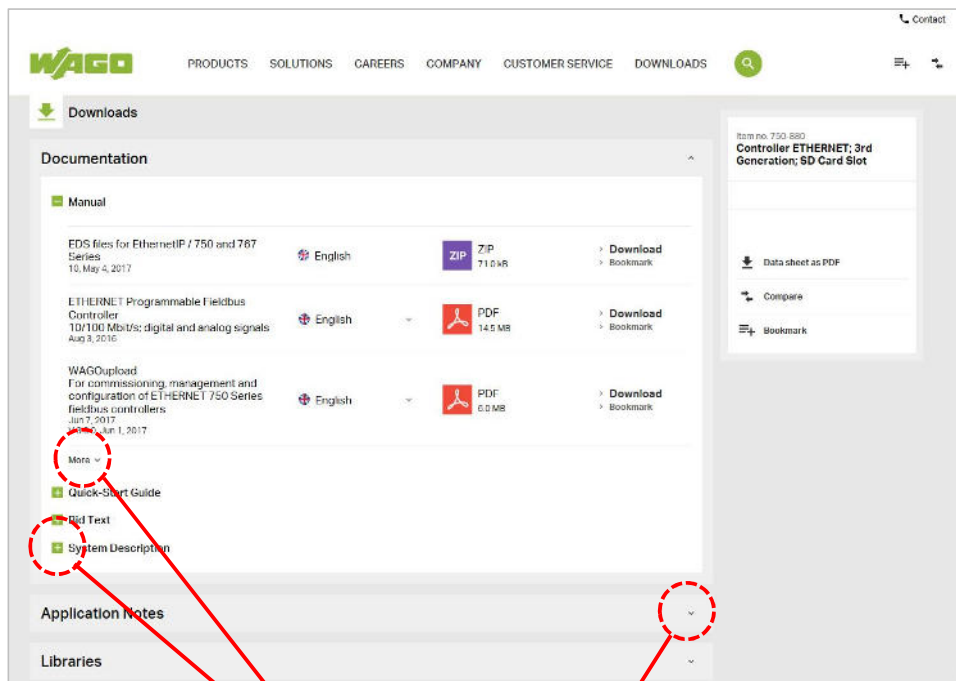 Contact
WAGO
PRODUCTS SOLUTIONS CAREERS COMPANY CUSTOMER SERVICE DOWNLOADS
Downloads
Documentation
Manual
EDS files for EthernetIP / 750 and 767
Series
10, May 4, 2017
English
ZIP
ZIP
71.0 kB
Download
Bookmark
ETHERNET Programmable Fieldbus
Controller
10/100 Mbit/s; digital and analog signals
Aug 3, 2016
English
PDF
14.5 MB
Download
Bookmark
WAGOupload
For commissioning, management and
configuration of ETHERNET 750 Series
fieldbus controllers
Jun 7, 2017
Jun 1, 2017
English
PDF
6.0 MB
Download
Bookmark
More
Quick-Start Guide
Bid Text
System Description
Application Notes
Libraries
Item no. 750-880
Controller ETHERNET; 3rd
Generation; SD Card Slot
Data sheet as PDF
Compare
Bookmark